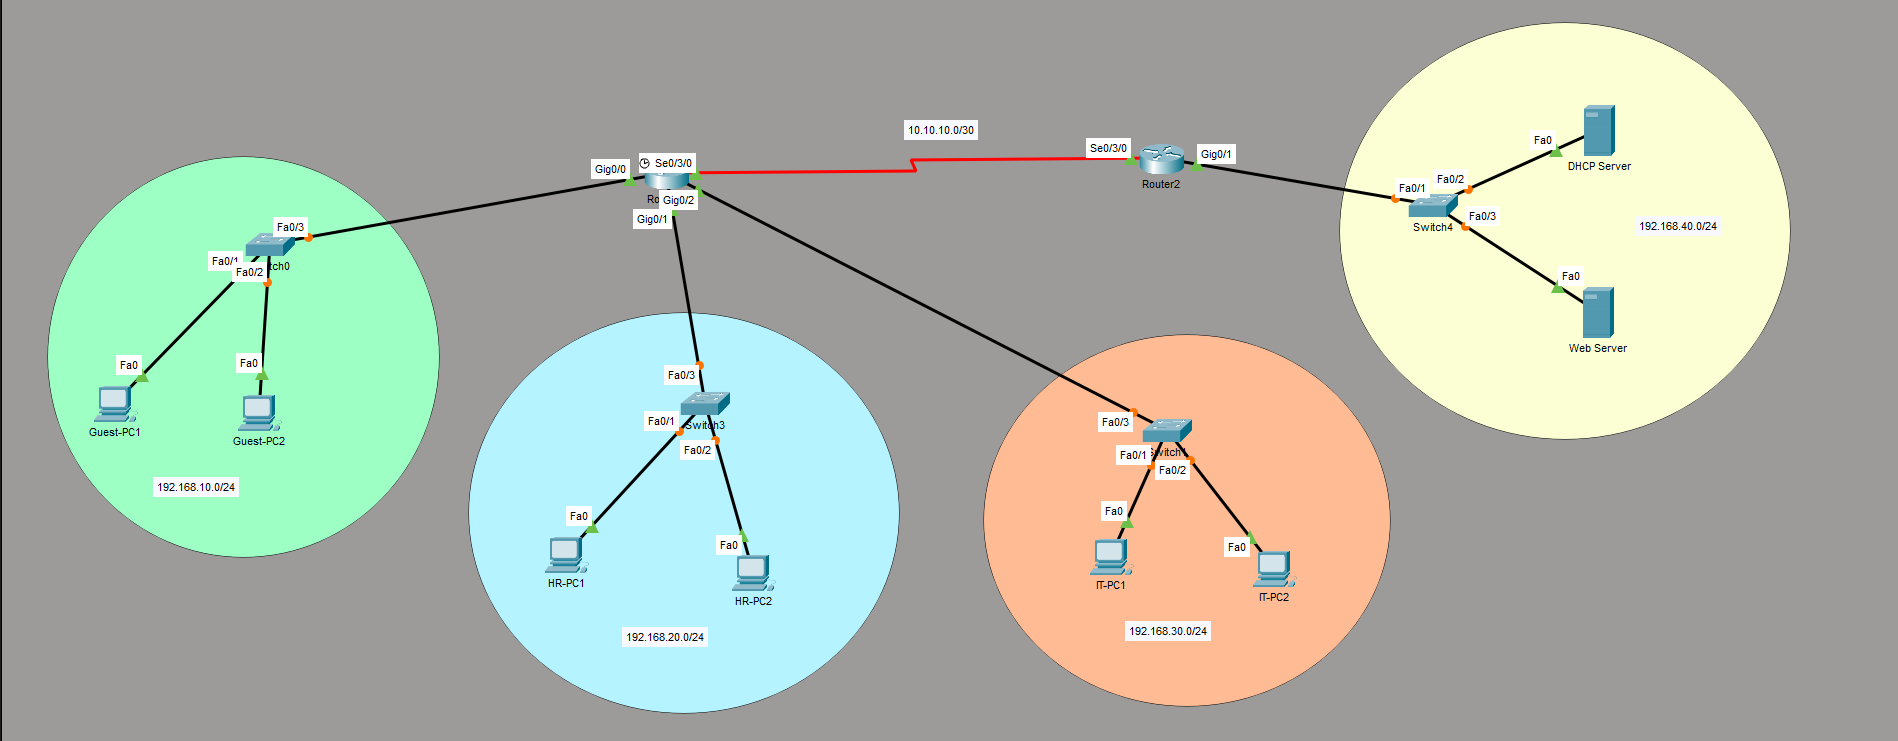 10.10.10.0/30
Se0/3/0
Gig0/0
Se0/3/0
Gig0/1
Router2
Gig0/2
Gig0/1
Fa0
DHCP Server
Fa0/1
Fa0/2
Fa0/3
Switch4
192.168.40.0/24
Fa0
Web Server
Fa0/3
Fa0/1
Fa0/2
Fa0
Fa0
Guest-PC1
Guest-PC2
192.168.10.0/24
Fa0/3
Fa0/1
Switch3
Fa0/2
Fa0
Fa0
HR-PC1
HR-PC2
192.168.20.0/24
Fa0/3
Fa0/1
Fa0/2
Fa0
Fa0
IT-PC1
IT-PC2
192.168.30.0/24